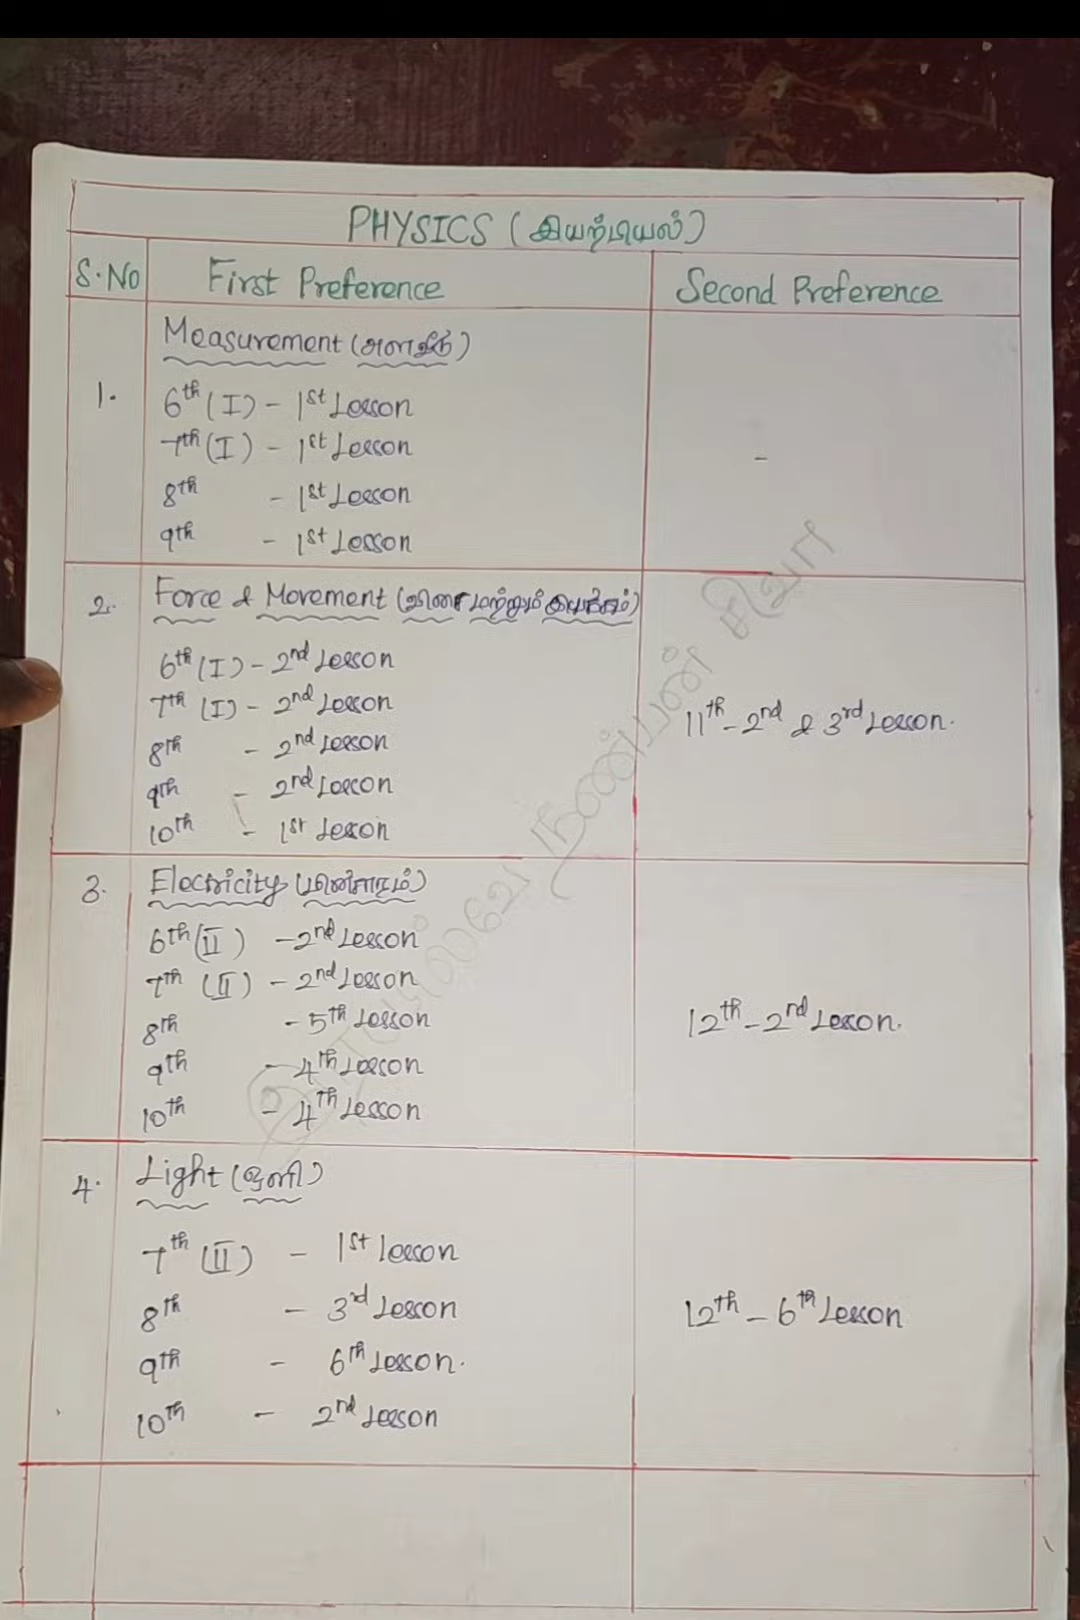 PHYSICS (இயற்பியல்)
S.NO First Preference Second Preference
Measurement (அளவீடு)
1.
6th (I) - 1st Lesson
7th (I) - 1st Lesson
-
8th - 1st Lesson
9th - 1st Lesson
2. Force & Movement (விசை மற்றும் இயக்கம்)
6th (I) - 2nd Lesson
7th (I) - 2nd Lesson
11th - 2nd & 3rd Lesson.
8th - 2nd Lesson
9th - 2nd Lesson
10th - 1st Lesson
3. Electricity (மின்சாரம்)
6th (II) - 2nd Lesson
7th (II) - 2nd Lesson
8th - 5th Lesson
12th - 2nd Lesson.
9th - 4th Lesson
10th - 4th Lesson
4. Light (ஒளி)
7th (II) - 1st lesson
8th - 3rd Lesson
12th - 6th Lesson
9th - 6th Lesson.
10th - 2nd Lesson
நண்பன் சிவா